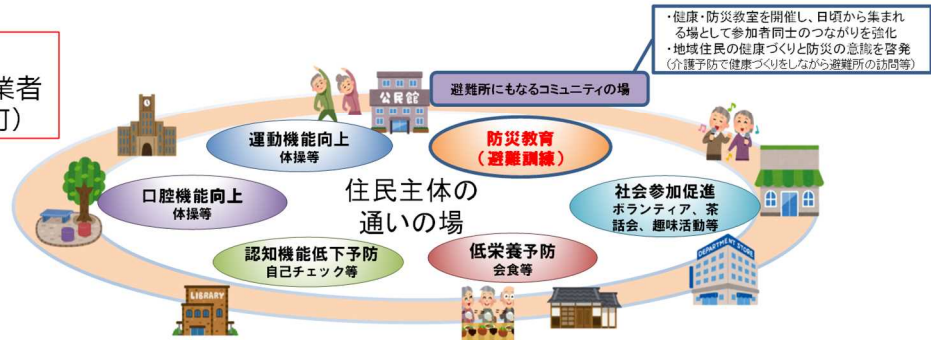 業者
可）
・健康・防災教室を開催し、日頃から集まれ
る場として参加者同士のつながりを強化
・地域住民の健康づくりと防災の意識を啓発
（介護予防で健康づくりをしながら避難所の訪問等）
避難所にもなるコミュニティの場
公民館
運動機能向上
体操等
防災教育
（避難訓練）
口腔機能向上
体操等
住民主体の
通いの場
社会参加促進
ボランティア、茶
話会、趣味活動等
認知機能低下予防
自己チェック等
低栄養予防
会食等
DEPARTMENT STORE
LIBRARY